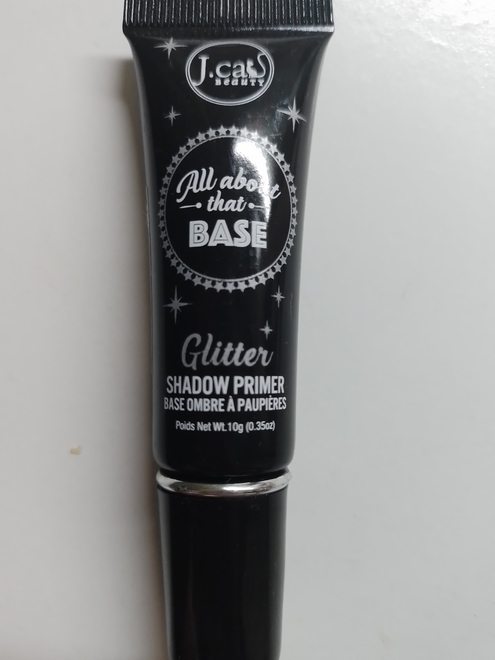 J.Cat
BEAUTY
All about
that
BASE
Glitter
SHADOW PRIMER
BASE OMBRE À PAUPIÈRES
Poids Net Wt.10g (0.35oz)